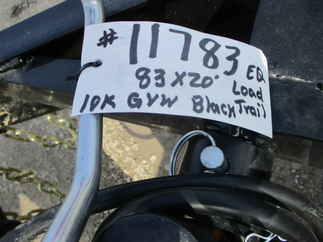 # 11783
83 x 20' EQ
Load
10K GVW Black Trail